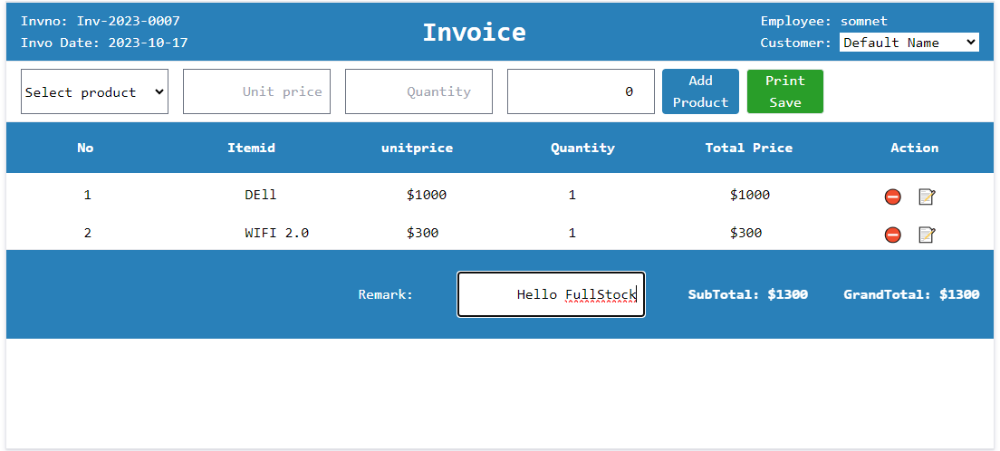 Invno: Inv-2023-0007
Invo Date: 2023-10-17
Invoice
Employee: somnet
Customer: Default Name
Select product
Unit price
Quantity
0
Add
Product
Print
Save
No Itemid unitprice Quantity Total Price Action
1 DEll $1000 1 $1000
2 WIFI 2.0 $300 1 $300
Remark: Hello FullStock SubTotal: $1300 GrandTotal: $1300